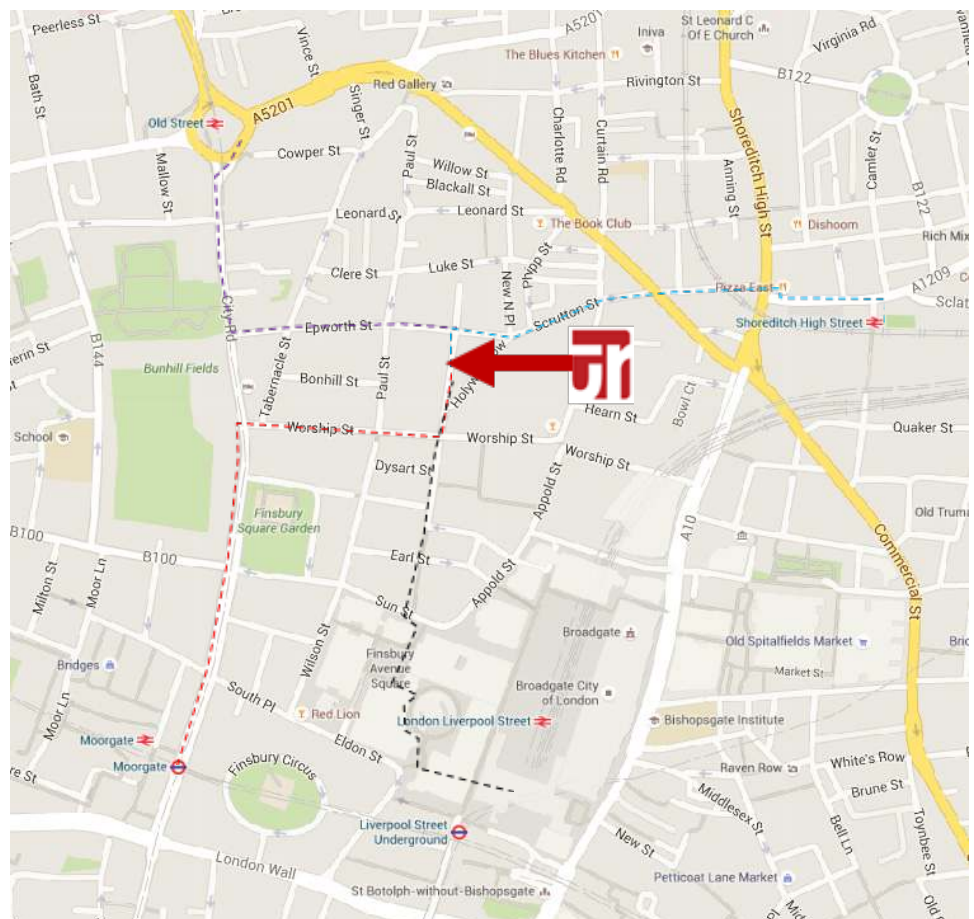 Peerless St
A5201
St Leonard C
Of E Church
Iniva
The Blues Kitchen
Virginia Rd
Vince St
B122
Bath St
Singer St
Red Gallery
Rivington St
Old Street
A5201
Cowper St
Paul St
Charlotte Rd
Curtain Rd
Shoreditch High St
Mallow St
Willow St
Blackall St
Anning St
Camlet St
B122
Leonard St
Leonard St
The Book Club
Dishoom
Rich Mix
Clere St
Luke St
Phipp St
New N Pl
Pizza East
A1209
City Rd
Epworth St
Scrutton St
Sclat
Shoreditch High Street
B144
Tabernacle St
Bunhill Fields
Bonhill St
Paul St
Hearn St
Bowl Ct
School
Worship St
Worship St
Worship St
Quaker St
Dysart St
Appold St
Finsbury
Square Garden
A10
Old Trum
B100
B100
Milton St
Moor Ln
Earl St
Appold St
Commercial St
Sun St
Wilson St
Broadgate
Old Spitalfields Market
Finsbury
Avenue
Square
Market St
Bridges
Moor Ln
South Pl
Red Lion
Broadgate City
of London
London Liverpool Street
Bishopsgate Institute
Moorgate
Moorgate
Eldon St
Finsbury Circus
Raven Row
White's Row
Brune St
Middlesex St
Bell Ln
Toynbee St
Liverpool Street
Underground
New St
London Wall
St Botolph-without-Bishopsgate
Petticoat Lane Market